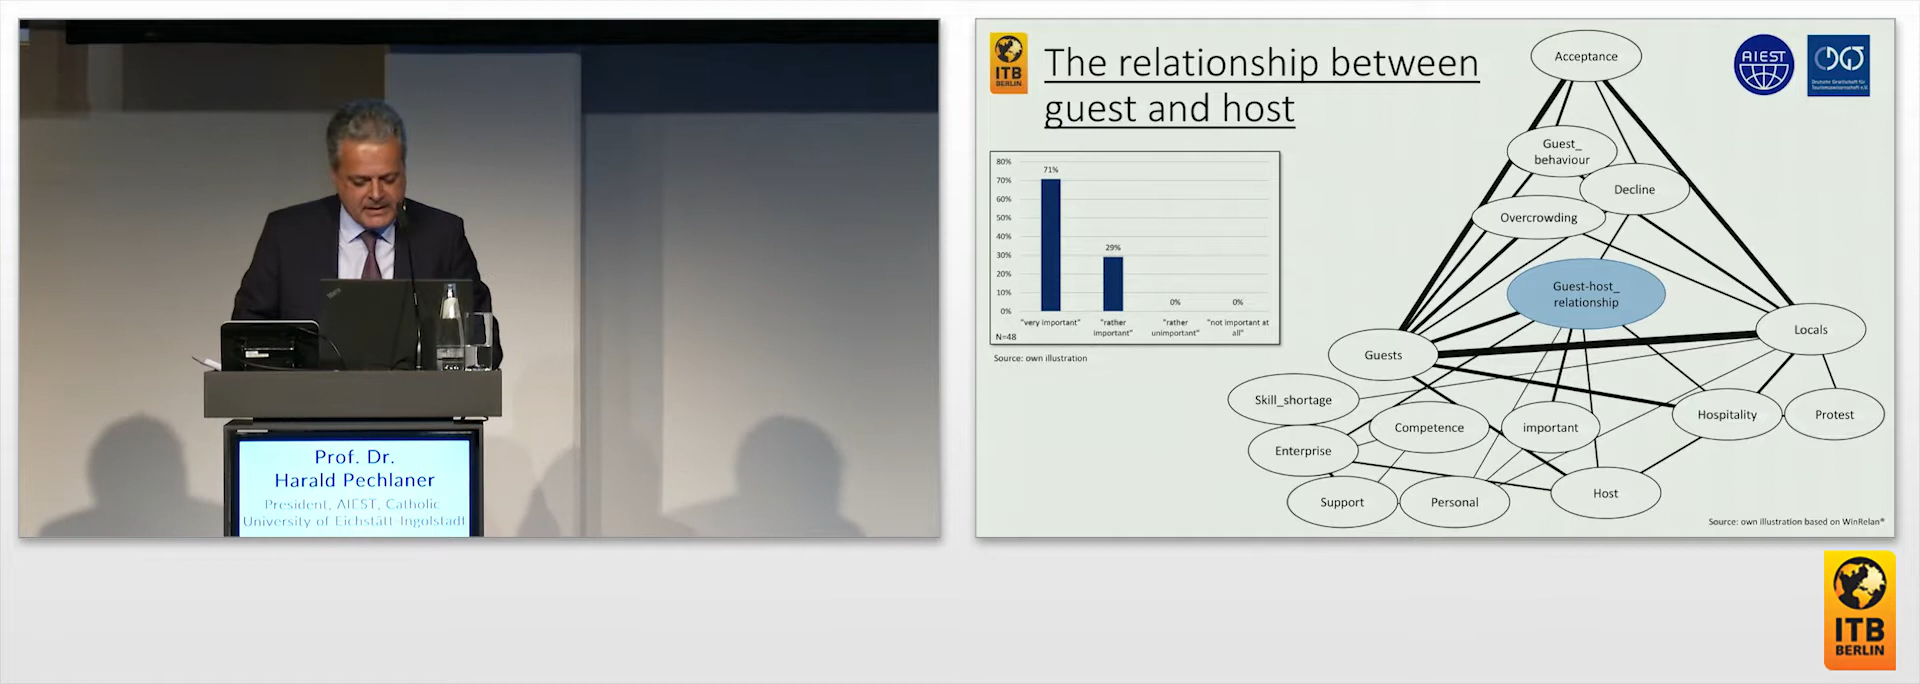 Prof. Dr.
Harald Pechlaner
President, AIEST, Catholic
University of Eichstätt-Ingolstadt
ITB
BERLIN
The relationship between
guest and host
AIEST
80%
70%
60%
50%
40%
30%
20%
10%
0%
71%
29%
0%
0%
"very important"
"rather
important"
"rather
unimportant"
"not important at
all"
N=48
Source: own illustration
Acceptance
Guest_
behaviour
Decline
Overcrowding
Guest-host_
relationship
Locals
Guests
Skill_shortage
Competence
important
Hospitality
Protest
Enterprise
Support
Personal
Host
Source: own illustration based on WinRelan®
ITB
BERLIN